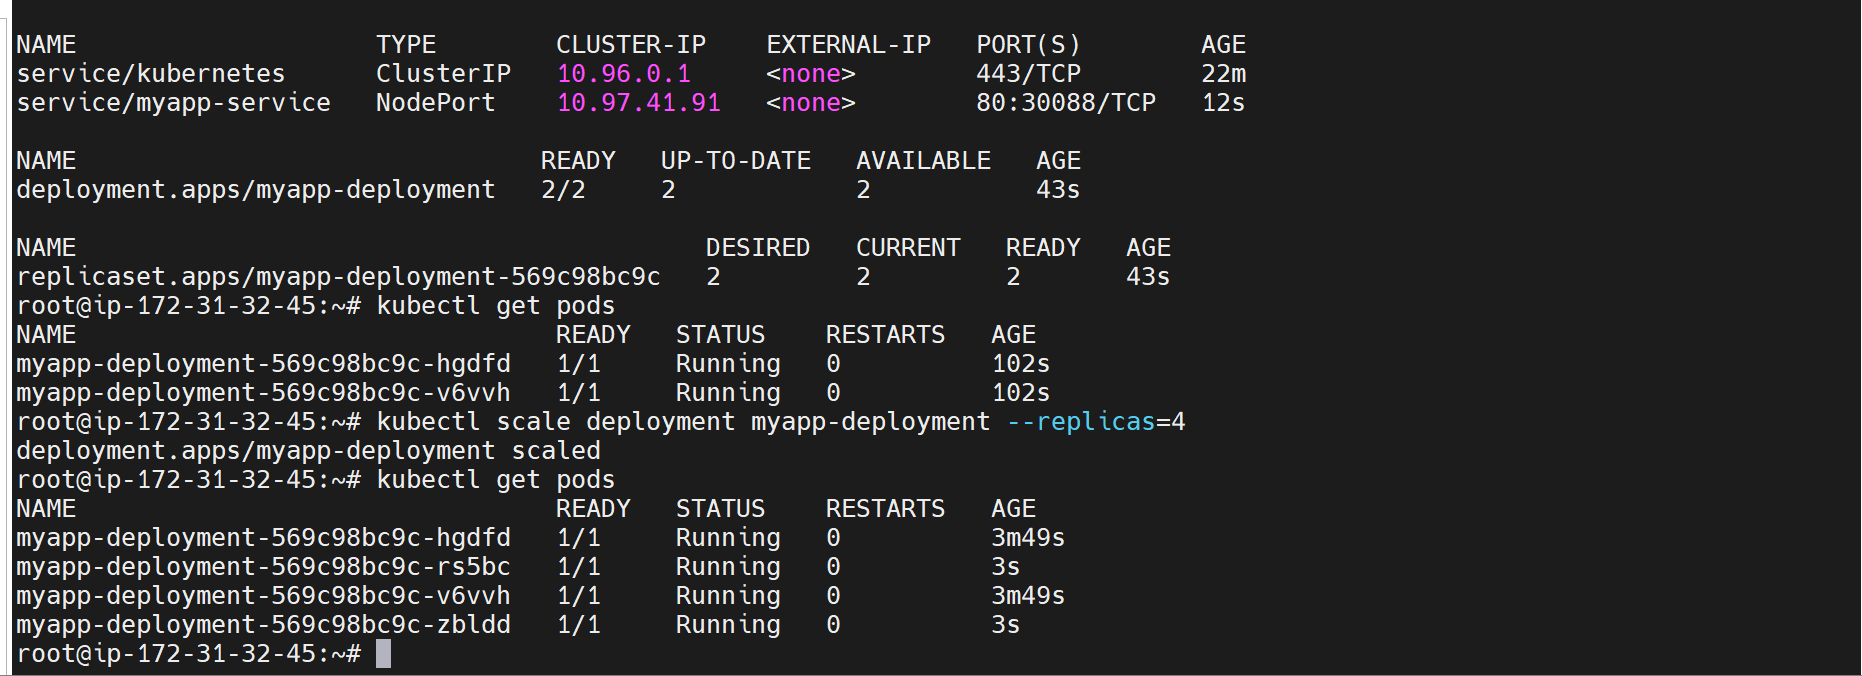 NAME                    TYPE        CLUSTER-IP    EXTERNAL-IP   PORT(S)        AGE
service/kubernetes      ClusterIP   10.96.0.1     <none>        443/TCP        22m
service/myapp-service   NodePort    10.97.41.91   <none>        80:30088/TCP   12s
NAME                               READY   UP-TO-DATE   AVAILABLE   AGE
deployment.apps/myapp-deployment   2/2     2            2           43s
NAME                                          DESIRED   CURRENT   READY   AGE
replicaset.apps/myapp-deployment-569c98bc9c   2         2         2       43s
root@ip-172-31-32-45:~# kubectl get pods
NAME                                READY   STATUS    RESTARTS   AGE
myapp-deployment-569c98bc9c-hgdfd   1/1     Running   0          102s
myapp-deployment-569c98bc9c-v6vvh   1/1     Running   0          102s
root@ip-172-31-32-45:~# kubectl scale deployment myapp-deployment --replicas=4
deployment.apps/myapp-deployment scaled
root@ip-172-31-32-45:~# kubectl get pods
NAME                                READY   STATUS    RESTARTS   AGE
myapp-deployment-569c98bc9c-hgdfd   1/1     Running   0          3m49s
myapp-deployment-569c98bc9c-rs5bc   1/1     Running   0          3s
myapp-deployment-569c98bc9c-v6vvh   1/1     Running   0          3m49s
myapp-deployment-569c98bc9c-zbldd   1/1     Running   0          3s
root@ip-172-31-32-45:~#